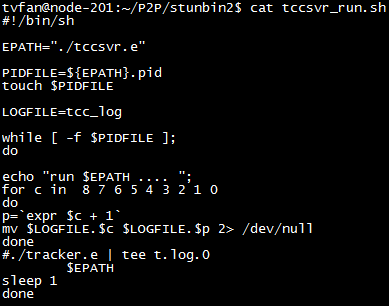 tvfan@node-201:~/P2P/stunbin2$ cat tccsvr_run.sh
#!/bin/sh
EPATH="./tccsvr.e"
PIDFILE=${EPATH}.pid
touch $PIDFILE
LOGFILE=tcc_log
while [ -f $PIDFILE ];
do
echo "run $EPATH .... ";
for c in  8 7 6 5 4 3 2 1 0
do
p=`expr $c + 1`
mv $LOGFILE.$c $LOGFILE.$p 2> /dev/null
done
#./tracker.e | tee t.log.0
        $EPATH
sleep 1
done